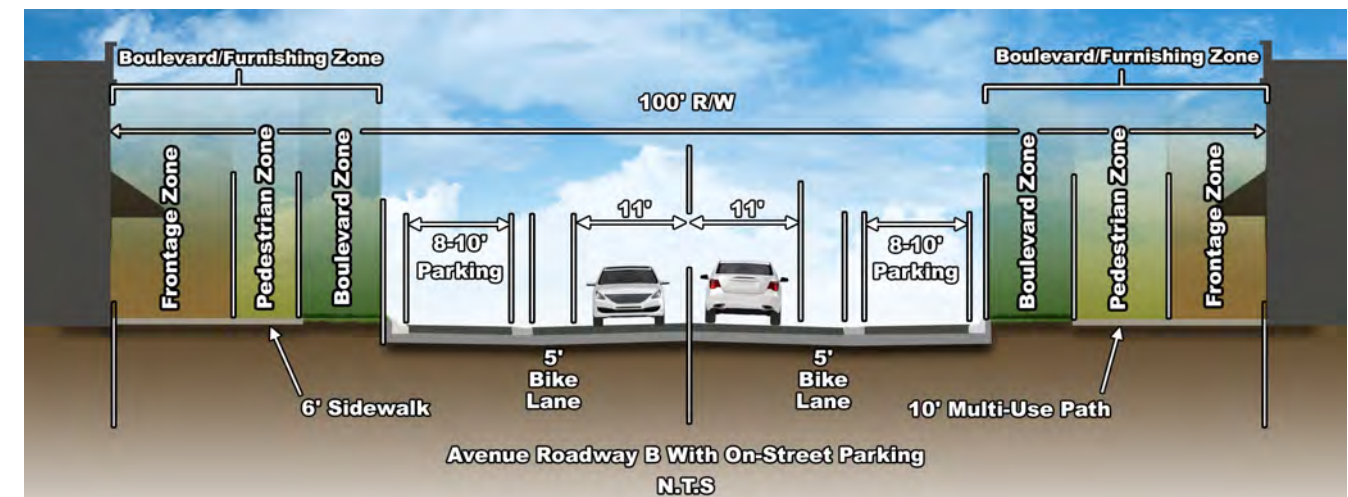 Boulevard/Furnishing Zone
Boulevard/Furnishing Zone
100' R/W
Frontage Zone
Pedestrian Zone
Boulevard Zone
Boulevard Zone
Pedestrian Zone
Frontage Zone
11'
11'
8-10'
Parking
8-10'
Parking
5'
Bike
Lane
5'
Bike
Lane
6' Sidewalk
10' Multi-Use Path
Avenue Roadway B With On-Street Parking
N.T.S